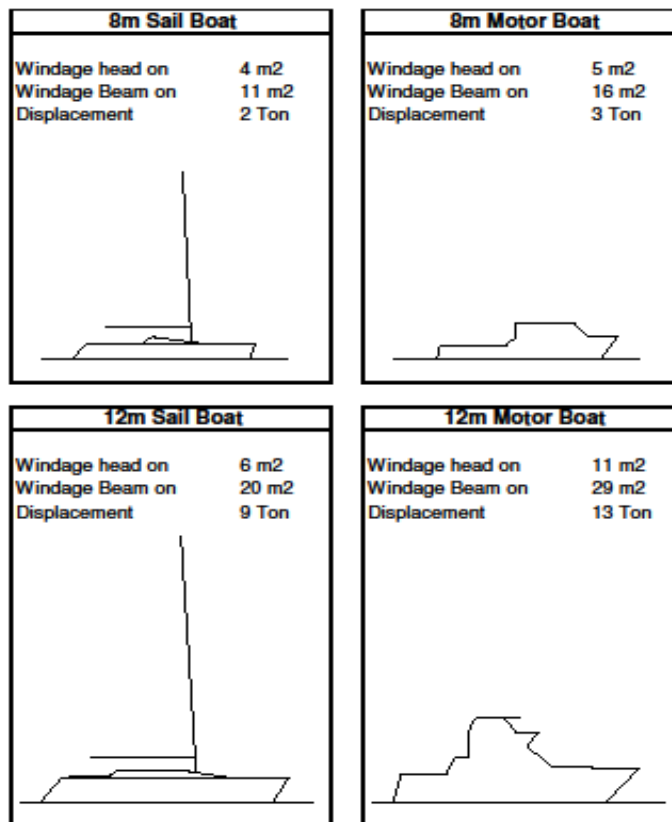 8m Sail Boat
Windage head on 4 m2
Windage Beam on 11 m2
Displacement 2 Ton
8m Motor Boat
Windage head on 5 m2
Windage Beam on 16 m2
Displacement 3 Ton
12m Sail Boat
Windage head on 6 m2
Windage Beam on 20 m2
Displacement 9 Ton
12m Motor Boat
Windage head on 11 m2
Windage Beam on 29 m2
Displacement 13 Ton